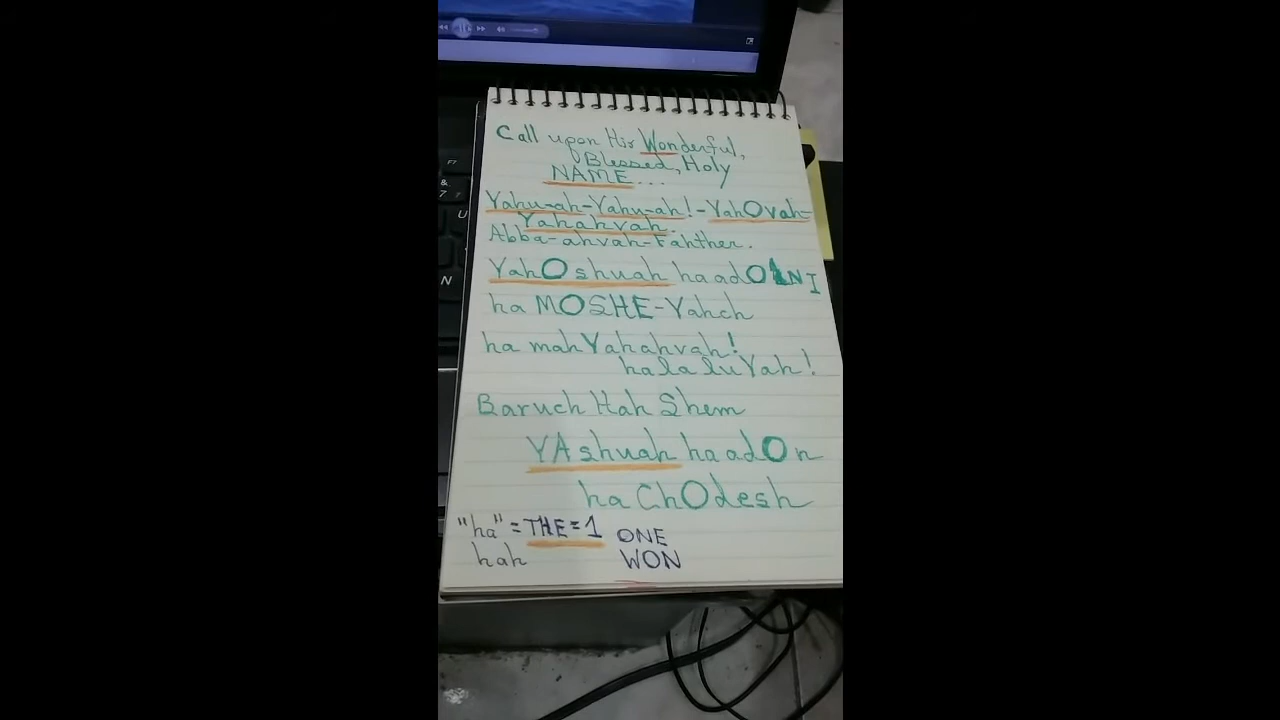 Call upon His Wonderful,
Blessed, Holy
NAME...
Yahu-ah-Yahu-ah!-YahOvah-
Yahahvah.
Abba-ahvah-Fahther.
YahOshuah ha adONI
ha MOSHE-Yahch
ha mahYahahvah!
halaluYah!
Baruch Hah Shem
YAshuah ha adOn
ha ChOdesh
"ha" = THE = 1 ONE
hah WON